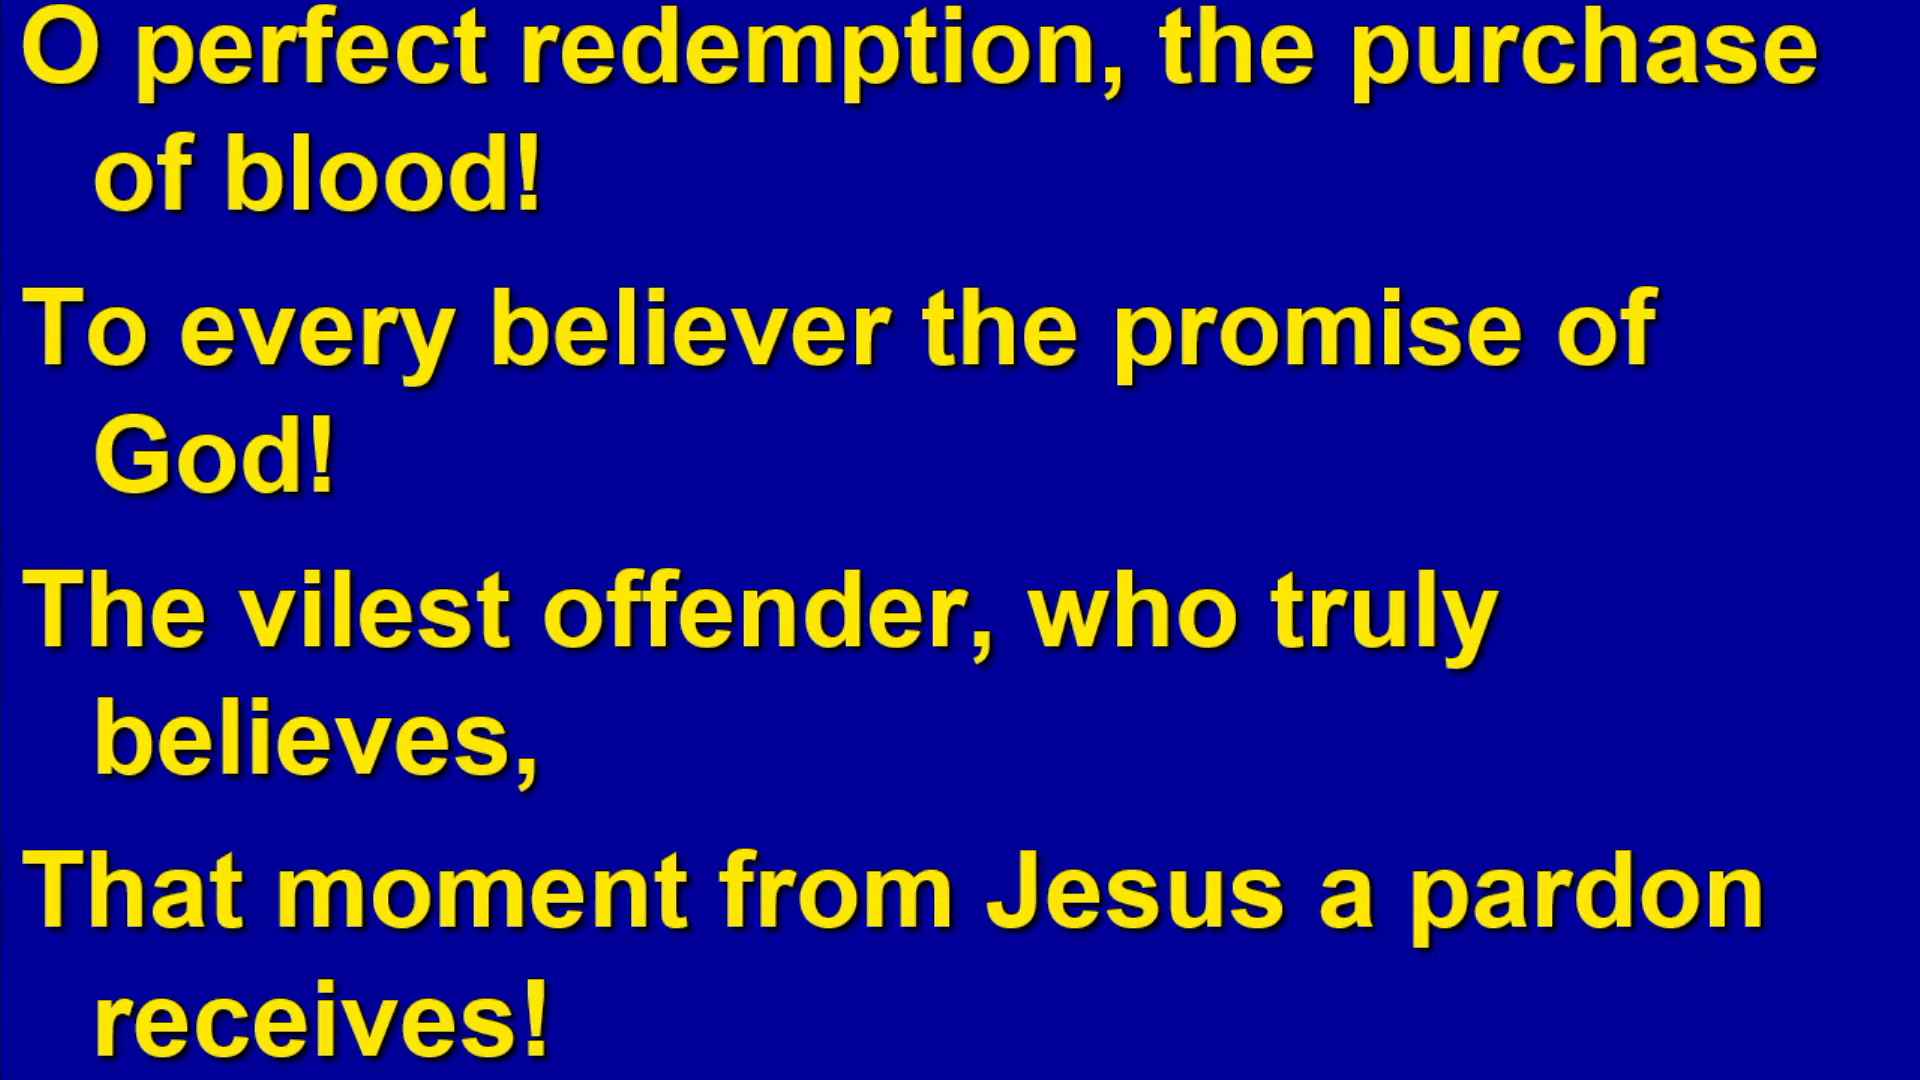 O perfect redemption, the purchase
of blood!
To every believer the promise of
God!
The vilest offender, who truly
believes,
That moment from Jesus a pardon
receives!